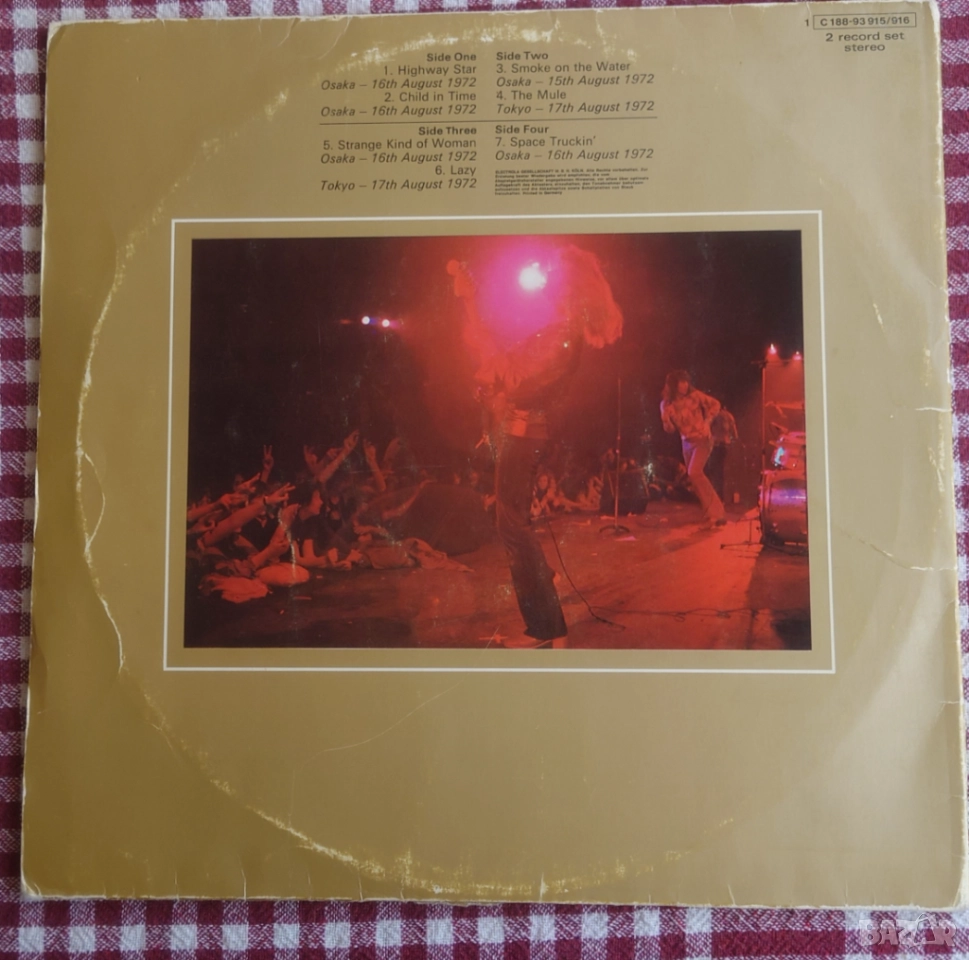 1 C 188-93 915/916
2 record set
stereo
Side One
1. Highway Star
Osaka – 16th August 1972
2. Child in Time
Osaka – 16th August 1972
Side Two
3. Smoke on the Water
Osaka – 15th August 1972
4. The Mule
Tokyo – 17th August 1972
Side Three
5. Strange Kind of Woman
Osaka – 16th August 1972
6. Lazy
Tokyo – 17th August 1972
Side Four
7. Space Truckin'
Osaka – 16th August 1972
BAZAR